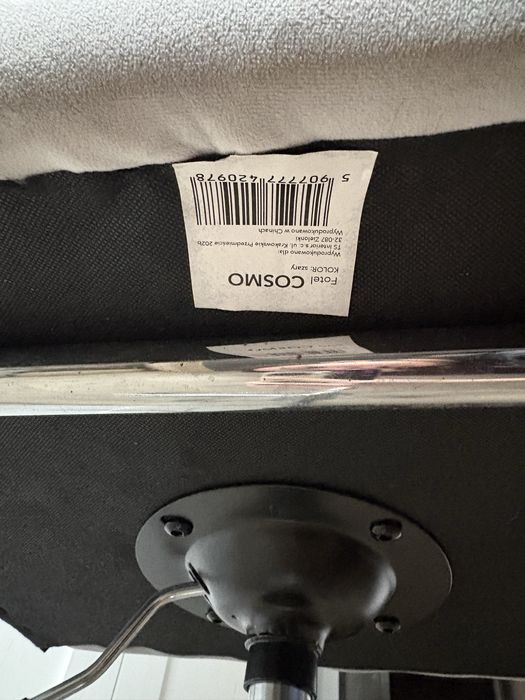 Fotel COSMO
KOLOR: szary
Wyprodukowano dla:
TS Interior s.c. ul. Krakowskie Przedmieście 202b
32-087 Zielonki
Wyprodukowano w Chinach
5 907777 420978